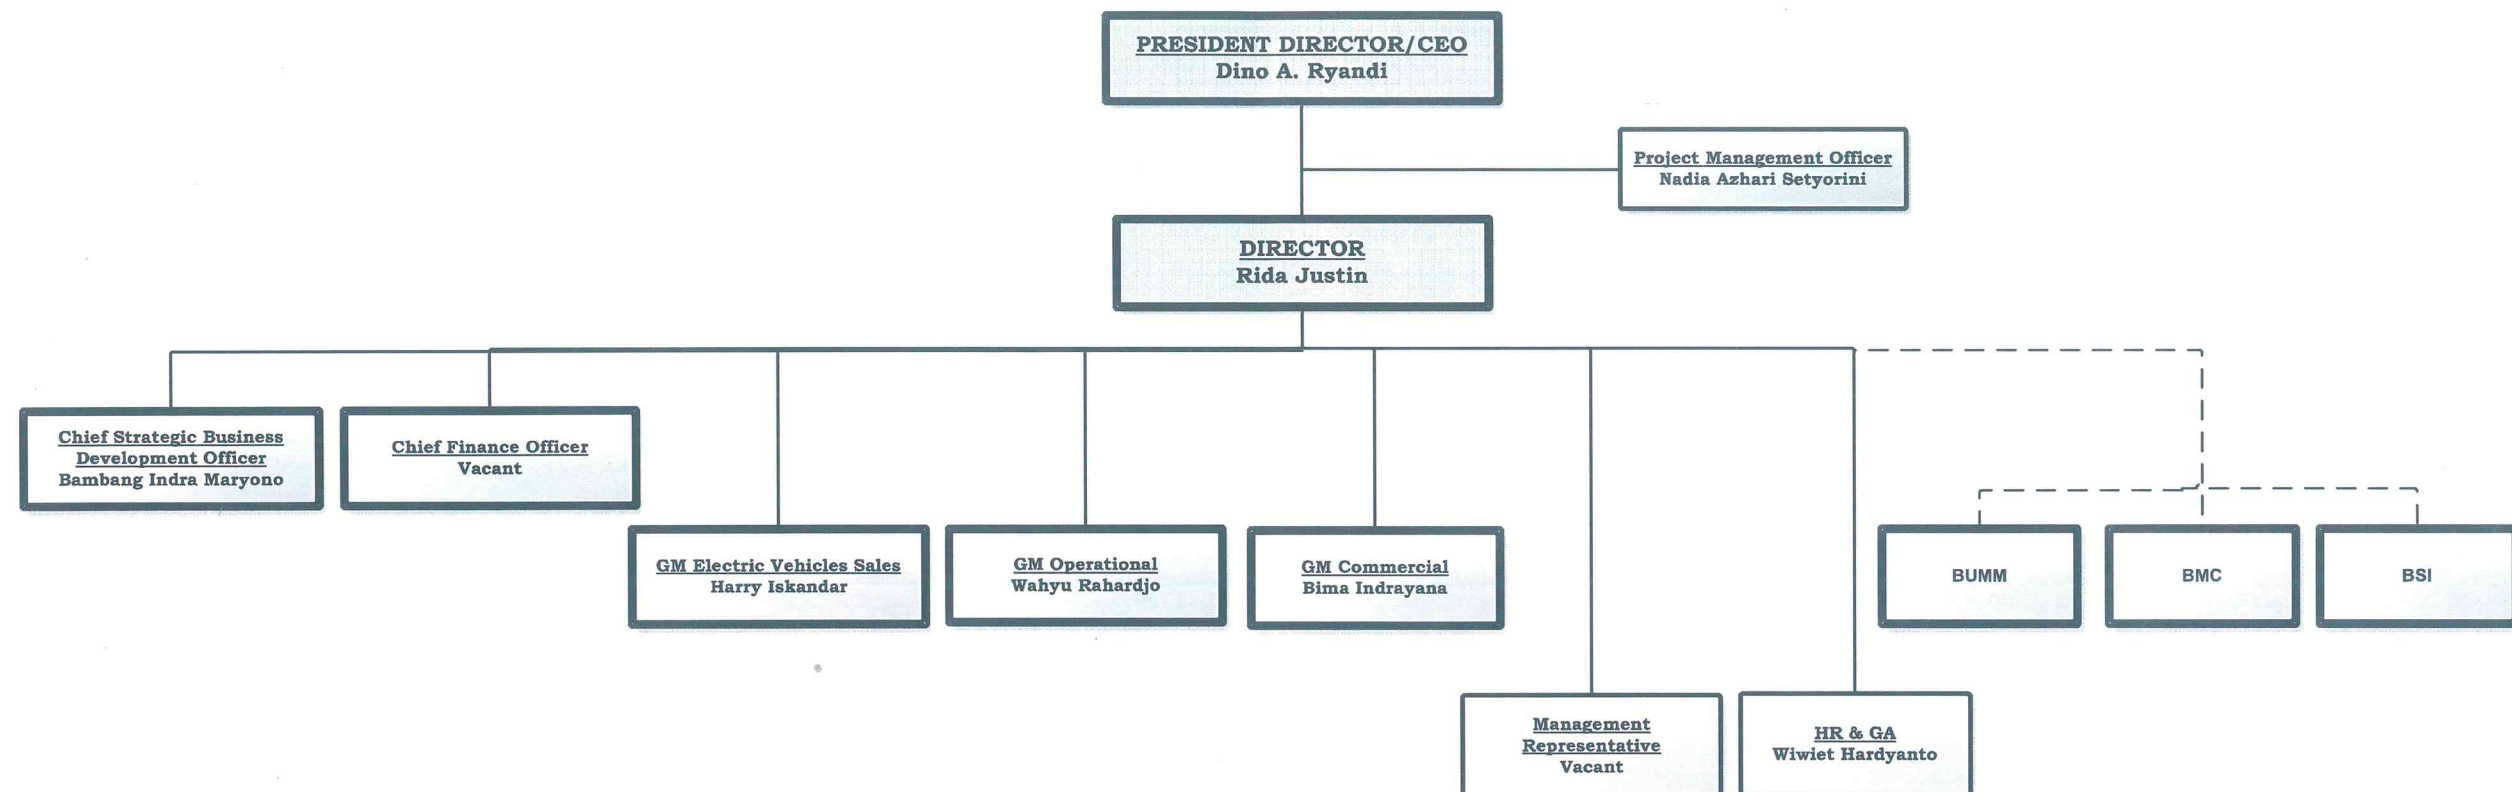 PRESIDENT DIRECTOR/CEO
Dino A. Ryandi
Project Management Officer
Nadia Azhari Setyorini
DIRECTOR
Rida Justin
Chief Strategic Business
Development Officer
Bambang Indra Maryono
Chief Finance Officer
Vacant
GM Electric Vehicles Sales
Harry Iskandar
GM Operational
Wahyu Rahardjo
GM Commercial
Bima Indrayana
BUMM
BMC
BSI
Management
Representative
Vacant
HR & GA
Wiwiet Hardyanto